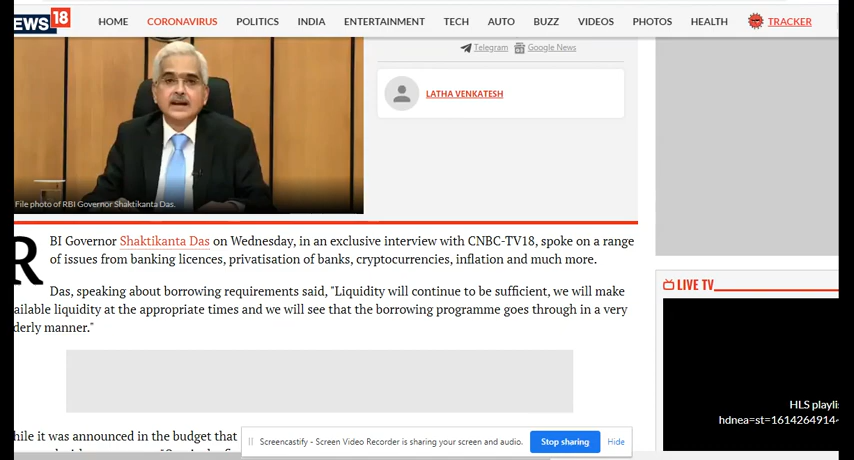 EWS 18
HOME CORONAVIRUS POLITICS INDIA ENTERTAINMENT TECH AUTO BUZZ VIDEOS PHOTOS HEALTH TRACKER
Telegram Google News
LATHA VENKATESH
File photo of RBI Governor Shaktikanta Das.
RBI Governor Shaktikanta Das on Wednesday, in an exclusive interview with CNBC-TV18, spoke on a range
of issues from banking licences, privatisation of banks, cryptocurrencies, inflation and much more.
Das, speaking about borrowing requirements said, "Liquidity will continue to be sufficient, we will make
ailable liquidity at the appropriate times and we will see that the borrowing programme goes through in a very
derly manner."
LIVE TV
HLS playli
hdnea=st=1614264914
hile it was announced in the budget that
Screencastify - Screen Video Recorder is sharing your screen and audio. Stop sharing Hide